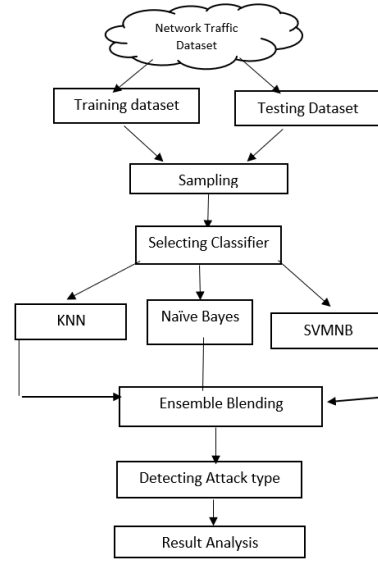 Network Traffic
Dataset
Training dataset
Testing Dataset
Sampling
Selecting Classifier
KNN
Naïve Bayes
SVMNB
Ensemble Blending
Detecting Attack type
Result Analysis